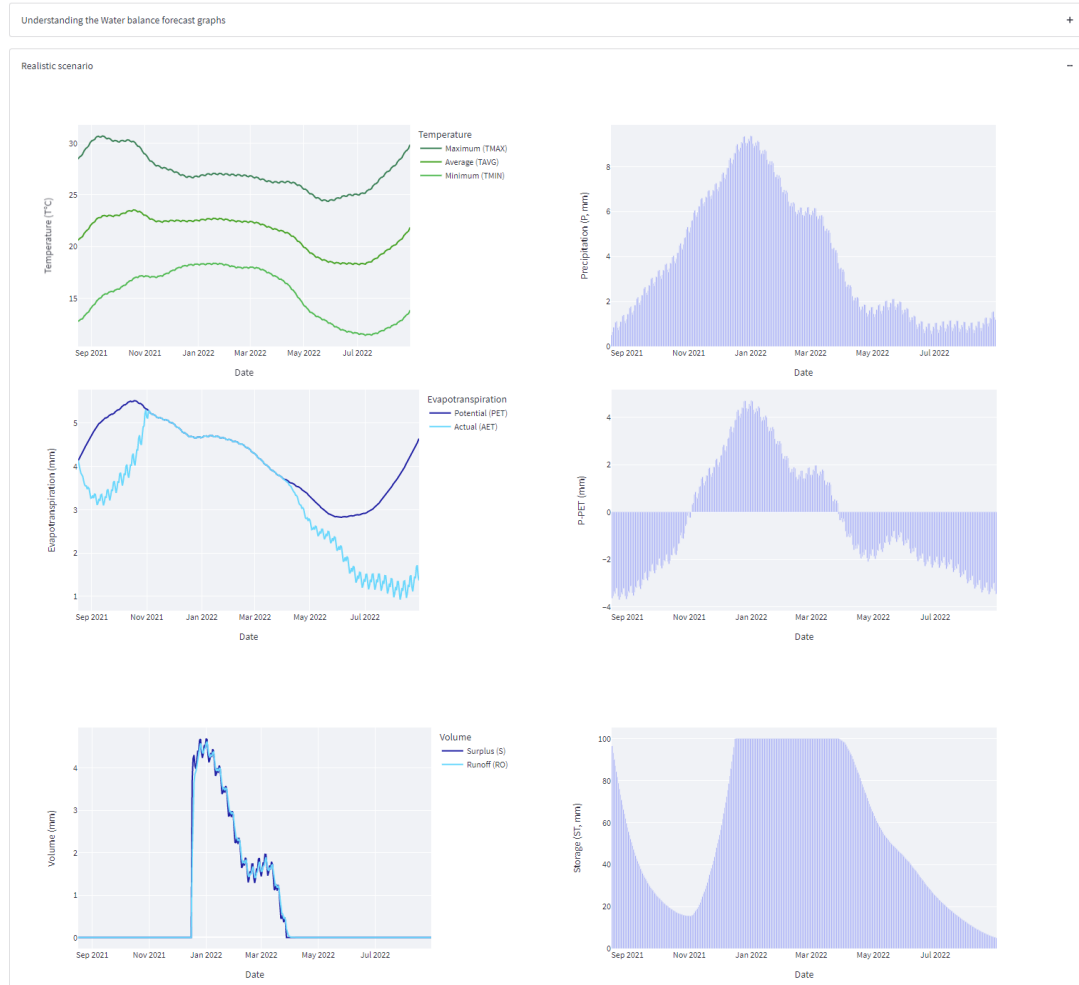 Understanding the Water balance forecast graphs
+
Realistic scenario
−
Temperature (T°C)
30
25
20
15
Sep 2021 Nov 2021 Jan 2022 Mar 2022 May 2022 Jul 2022
Date
Temperature
Maximum (TMAX)
Average (TAVG)
Minimum (TMIN)
Precipitation (P, mm)
8
6
4
2
0
Sep 2021 Nov 2021 Jan 2022 Mar 2022 May 2022 Jul 2022
Date
Evapotranspiration (mm)
5
4
3
2
1
Sep 2021 Nov 2021 Jan 2022 Mar 2022 May 2022 Jul 2022
Date
Evapotranspiration
Potential (PET)
Actual (AET)
P-PET (mm)
4
2
0
−2
−4
Sep 2021 Nov 2021 Jan 2022 Mar 2022 May 2022 Jul 2022
Date
Volume (mm)
4
3
2
1
0
Sep 2021 Nov 2021 Jan 2022 Mar 2022 May 2022 Jul 2022
Date
Volume
Surplus (S)
Runoff (RO)
Storage (ST, mm)
100
80
60
40
20
0
Sep 2021 Nov 2021 Jan 2022 Mar 2022 May 2022 Jul 2022
Date